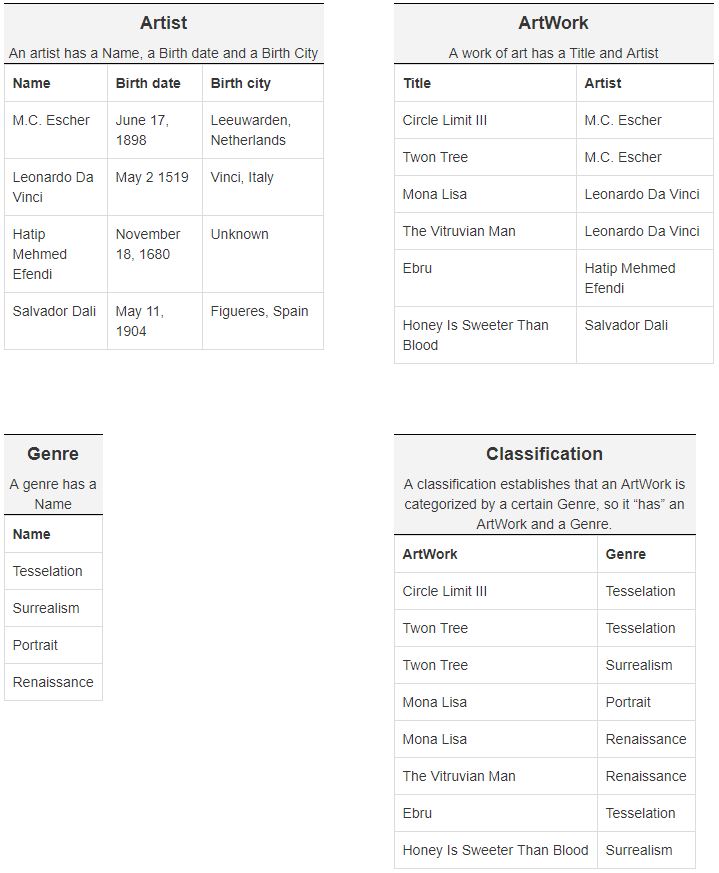 Artist
An artist has a Name, a Birth date and a Birth City
Name Birth date Birth city
M.C. Escher June 17, 1898 Leeuwarden, Netherlands
Leonardo Da Vinci May 2 1519 Vinci, Italy
Hatip Mehmed Efendi November 18, 1680 Unknown
Salvador Dali May 11, 1904 Figueres, Spain
ArtWork
A work of art has a Title and Artist
Title Artist
Circle Limit III M.C. Escher
Twon Tree M.C. Escher
Mona Lisa Leonardo Da Vinci
The Vitruvian Man Leonardo Da Vinci
Ebru Hatip Mehmed Efendi
Honey Is Sweeter Than Blood Salvador Dali
Genre
A genre has a
Name
Name
Tesselation
Surrealism
Portrait
Renaissance
Classification
A classification establishes that an ArtWork is
categorized by a certain Genre, so it “has” an
ArtWork and a Genre.
ArtWork Genre
Circle Limit III Tesselation
Twon Tree Tesselation
Twon Tree Surrealism
Mona Lisa Portrait
Mona Lisa Renaissance
The Vitruvian Man Renaissance
Ebru Tesselation
Honey Is Sweeter Than Blood Surrealism